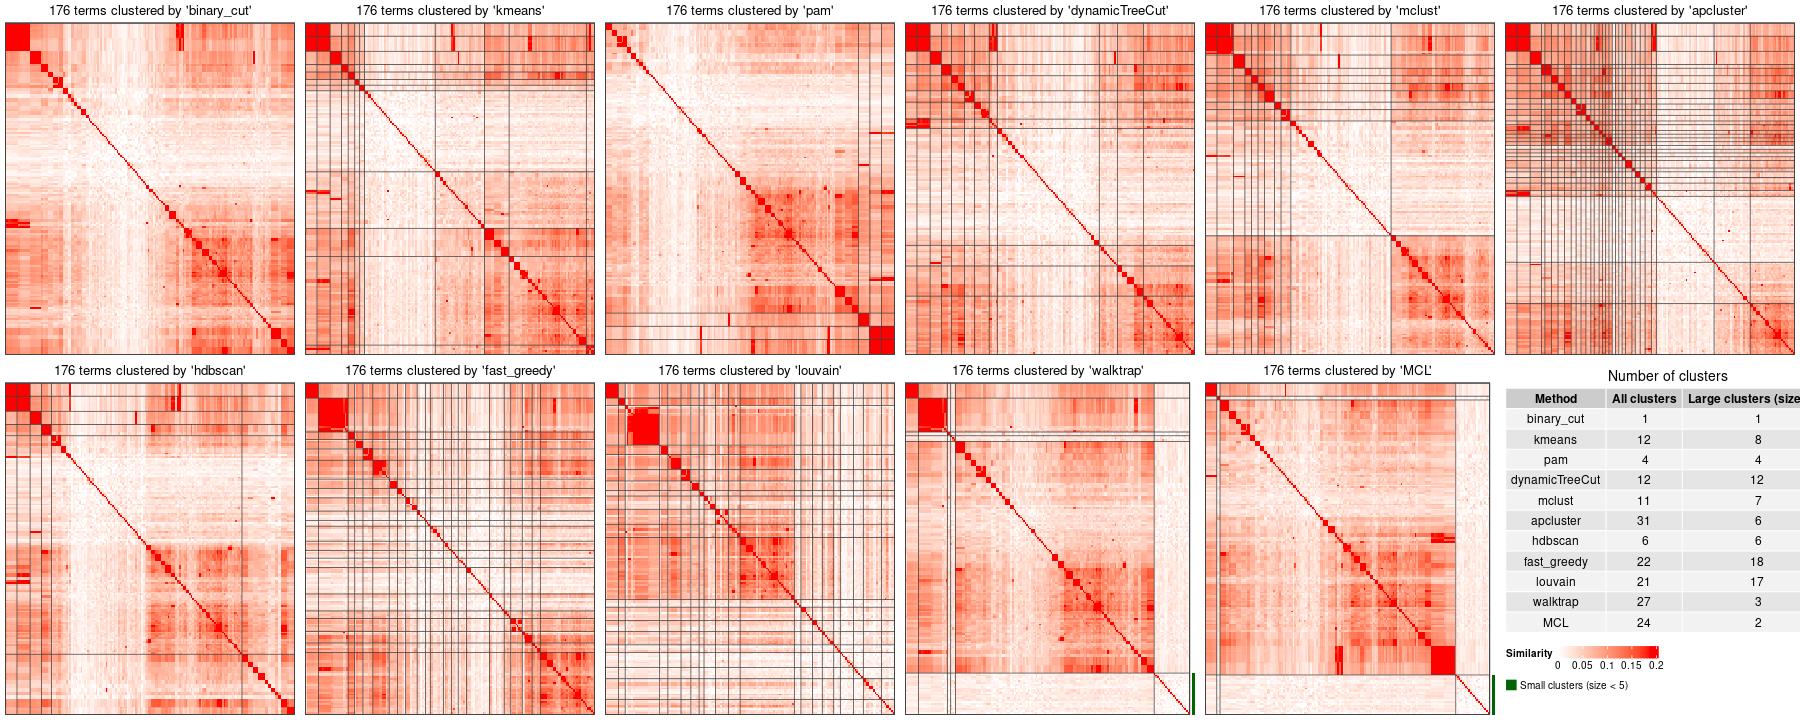 176 terms clustered by 'binary_cut'
176 terms clustered by 'kmeans'
176 terms clustered by 'pam'
176 terms clustered by 'dynamicTreeCut'
176 terms clustered by 'mclust'
176 terms clustered by 'apcluster'
176 terms clustered by 'hdbscan'
176 terms clustered by 'fast_greedy'
176 terms clustered by 'louvain'
176 terms clustered by 'walktrap'
176 terms clustered by 'MCL'
Number of clusters
Method All clusters Large clusters (size
binary_cut 1 1
kmeans 12 8
pam 4 4
dynamicTreeCut 12 12
mclust 11 7
apcluster 31 6
hdbscan 6 6
fast_greedy 22 18
louvain 21 17
walktrap 27 3
MCL 24 2
Similarity
0 0.05 0.1 0.15 0.2
Small clusters (size < 5)